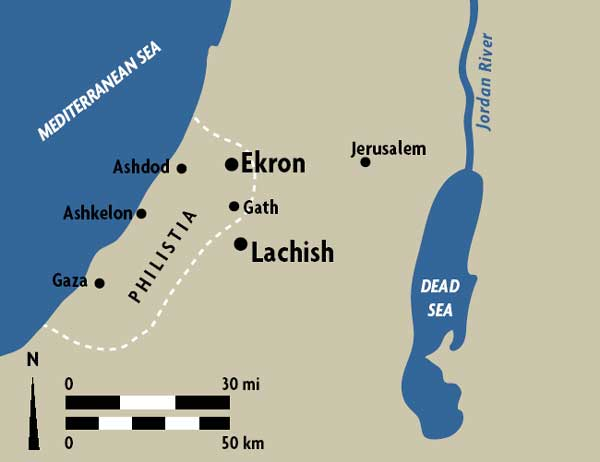 MEDITERRANEAN SEA
Jordan River
Jerusalem
Ashdod
Ekron
Ashkelon
Gath
PHILISTIA
Lachish
Gaza
DEAD
SEA
N
0 30 mi
0 50 km